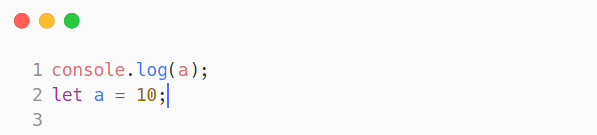 1 console.log(a);
2 let a = 10;
3